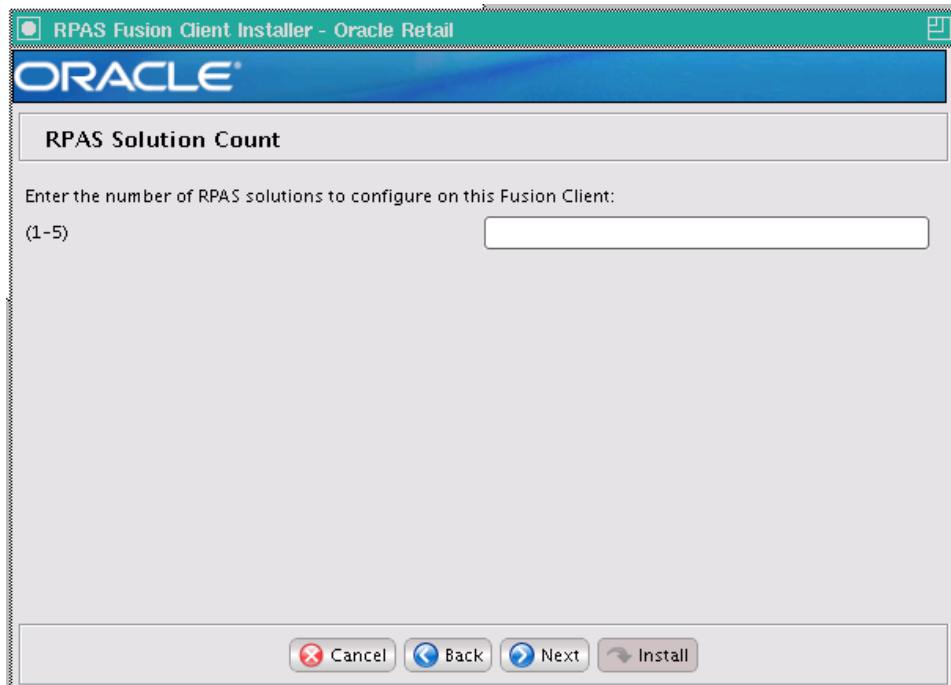 RPAS Fusion Client Installer - Oracle Retail
ORACLE®
RPAS Solution Count
Enter the number of RPAS solutions to configure on this Fusion Client:
(1-5)
Cancel
Back
Next
Install